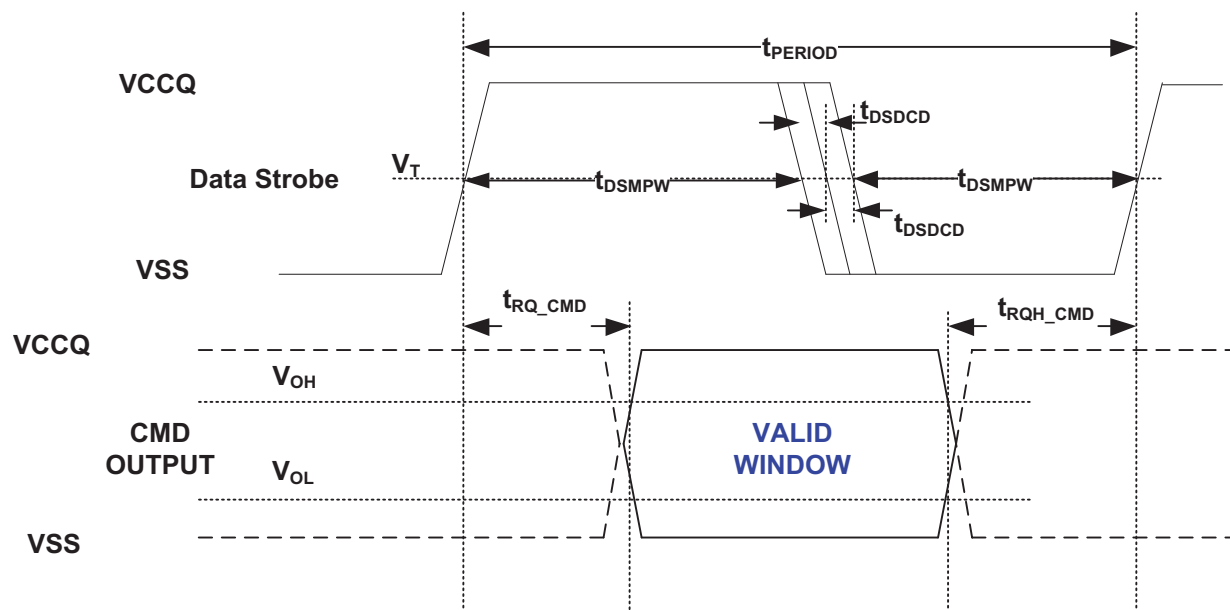 tPERIOD
VCCQ
tDSDCD
VT
Data Strobe
tDSMPW
tDSMPW
tDSDCD
VSS
tRQ_CMD
tRQH_CMD
VCCQ
VOH
CMD
OUTPUT
VALID
WINDOW
VOL
VSS